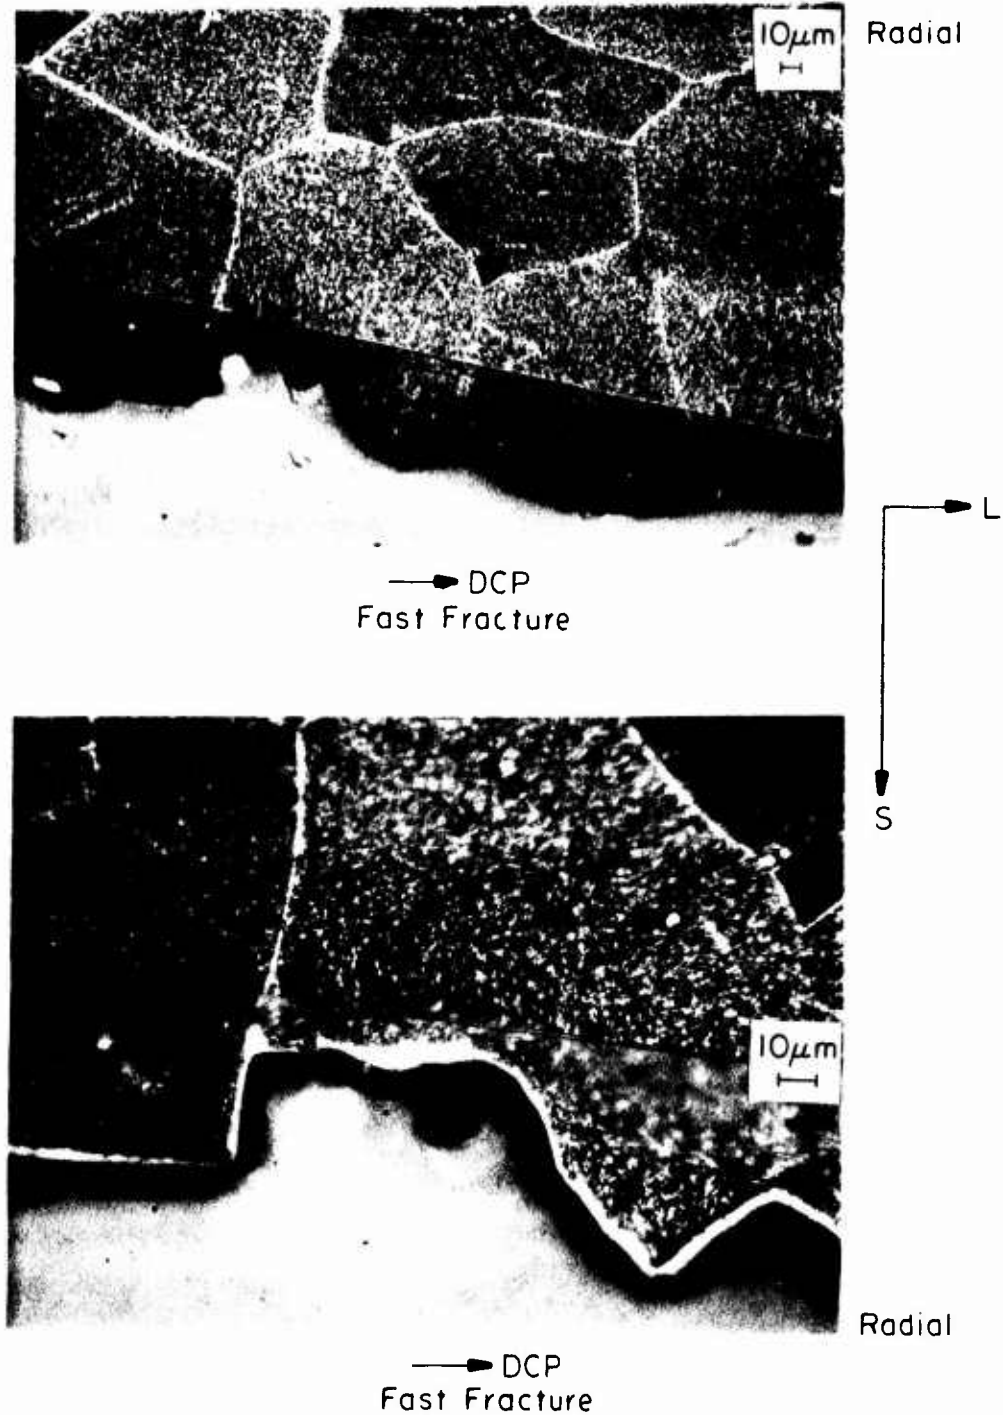 10µm
Radial
L
→ DCP
Fast Fracture
S
10µm
Radial
→ DCP
Fast Fracture